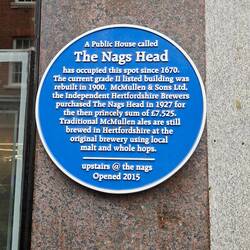 A Public House called
The Nags Head
has occupied this spot since 1670.
The current grade II listed building was
rebuilt in 1900. McMullen & Sons Ltd.
the Independent Hertfordshire Brewers
purchased The Nags Head in 1927 for
the then princely sum of £7,525.
Traditional McMullen ales are still
brewed in Hertfordshire at the
original brewery using local
malt and whole hops.
upstairs @ the nags
Opened 2015